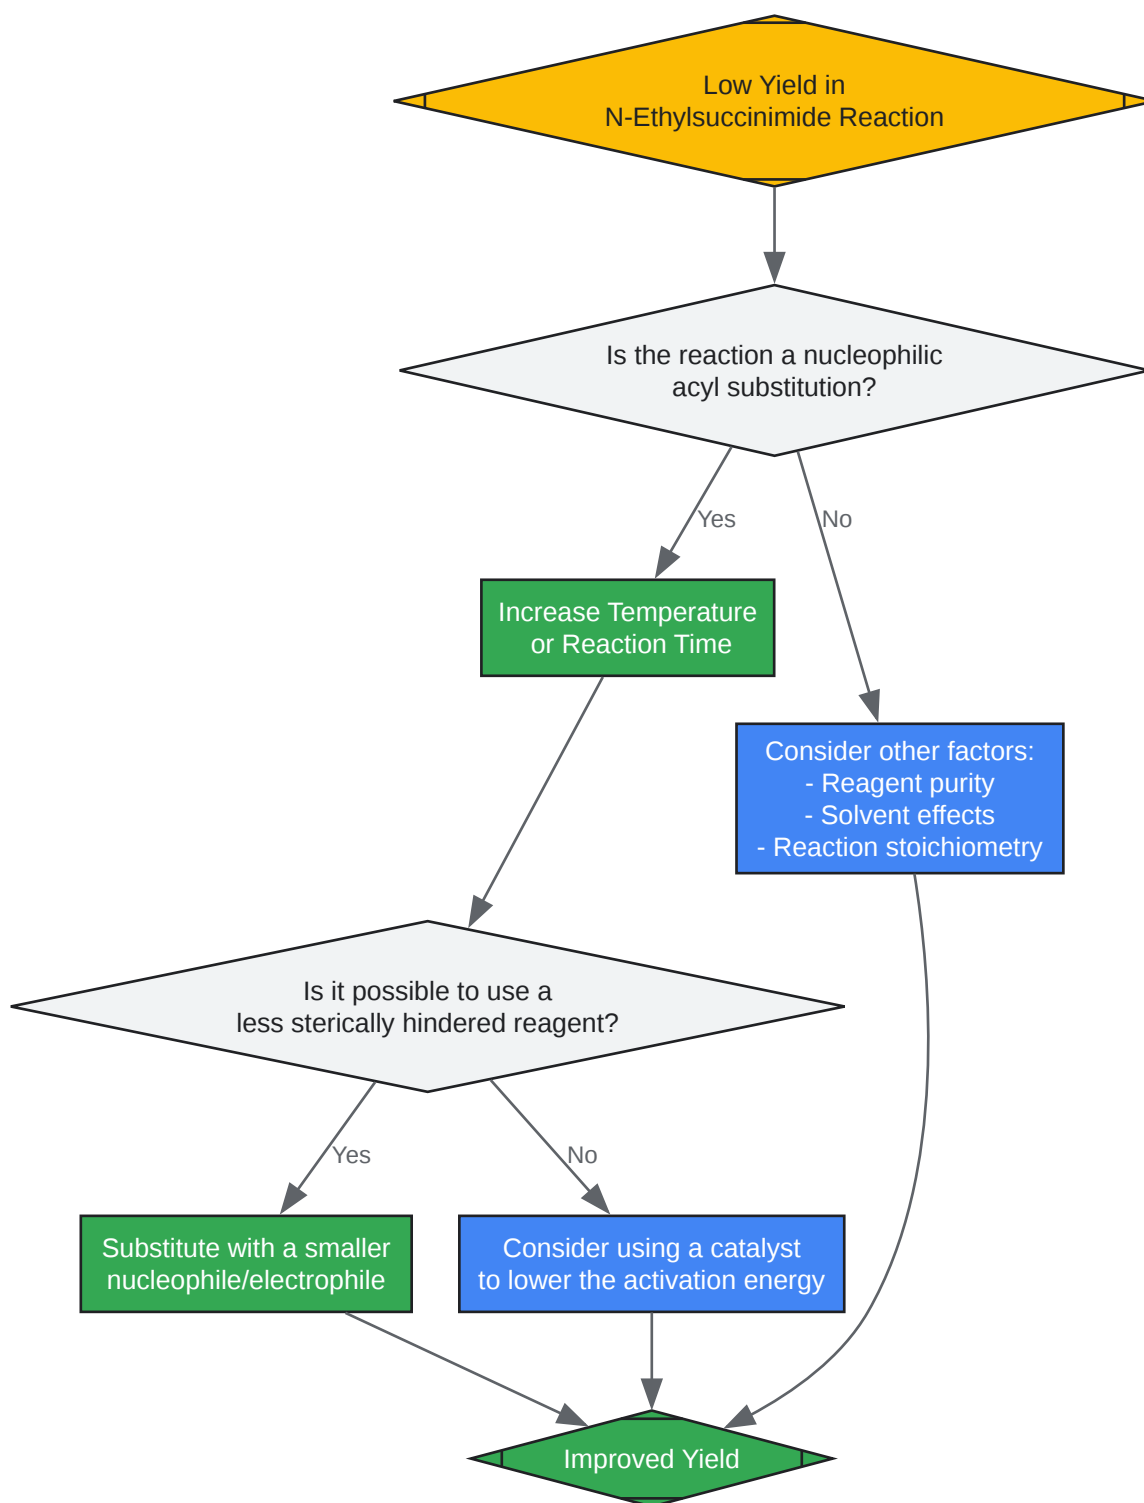 Low Yield in
N-Ethylsuccinimide Reaction
Is the reaction a nucleophilic
acyl substitution?
Yes
No
Increase Temperature
or Reaction Time
Consider other factors:
- Reagent purity
- Solvent effects
- Reaction stoichiometry
Is it possible to use a
less sterically hindered reagent?
Yes
No
Substitute with a smaller
nucleophile/electrophile
Consider using a catalyst
to lower the activation energy
Improved Yield